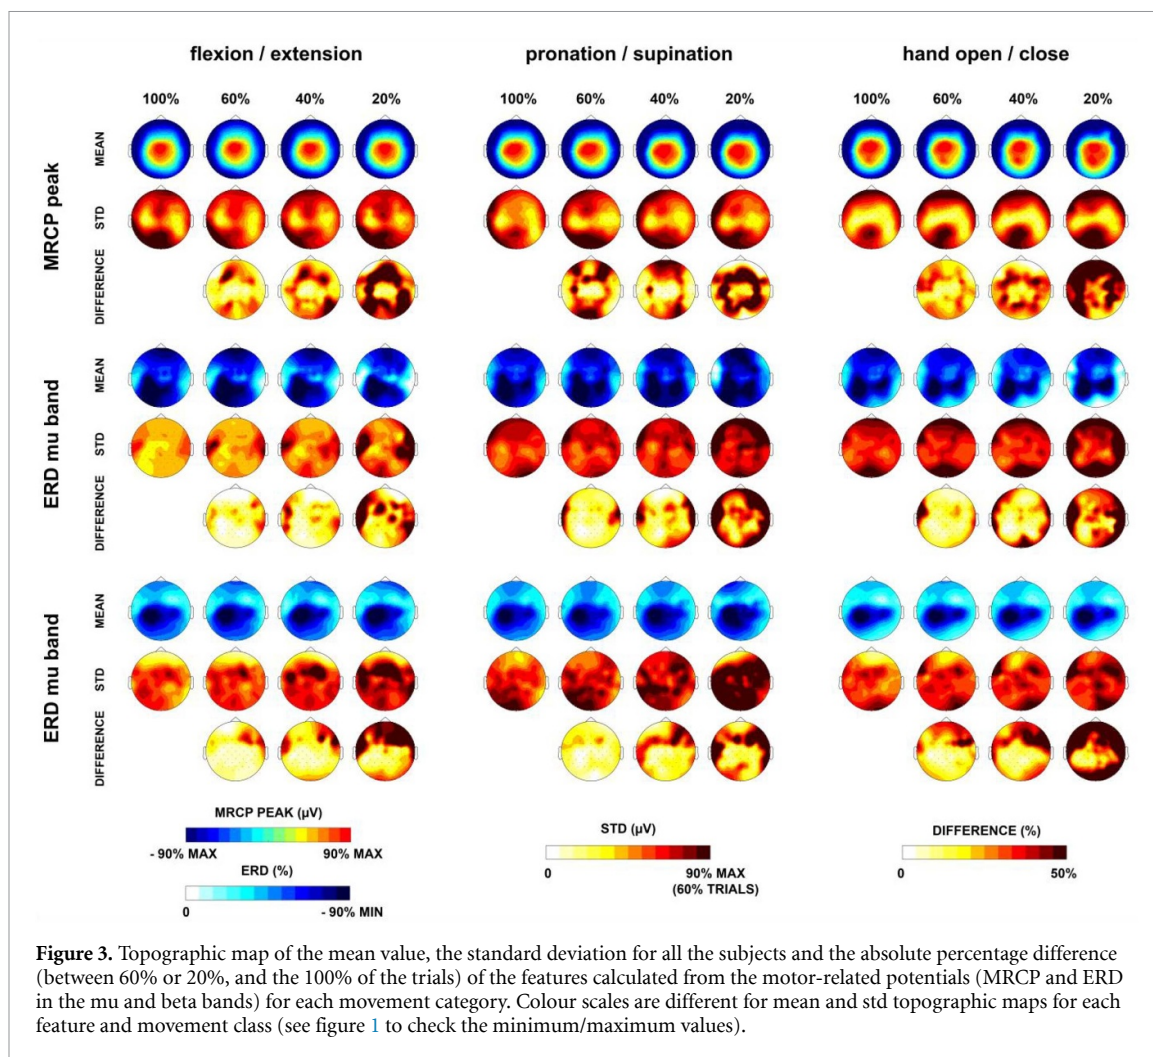 flexion / extension
pronation / supination
hand open / close
100% 60% 40% 20%
100% 60% 40% 20%
100% 60% 40% 20%
MRCP peak
MEAN
STD
DIFFERENCE
ERD mu band
MEAN
STD
DIFFERENCE
ERD mu band
MEAN
STD
DIFFERENCE
MRCP PEAK (µV)
- 90% MAX 90% MAX
ERD (%)
0 - 90% MIN
STD (µV)
0 90% MAX
(60% TRIALS)
DIFFERENCE (%)
0 50%
Figure 3. Topographic map of the mean value, the standard deviation for all the subjects and the absolute percentage difference
(between 60% or 20%, and the 100% of the trials) of the features calculated from the motor-related potentials (MRCP and ERD
in the mu and beta bands) for each movement category. Colour scales are different for mean and std topographic maps for each
feature and movement class (see figure 1 to check the minimum/maximum values).